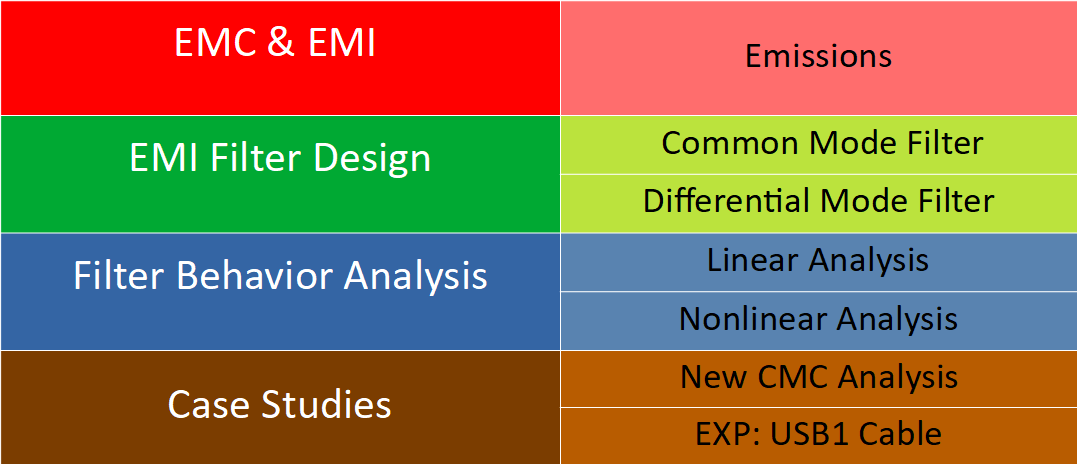 EMC & EMI
Emissions
EMI Filter Design
Common Mode Filter
Differential Mode Filter
Filter Behavior Analysis
Linear Analysis
Nonlinear Analysis
Case Studies
New CMC Analysis
EXP: USB1 Cable